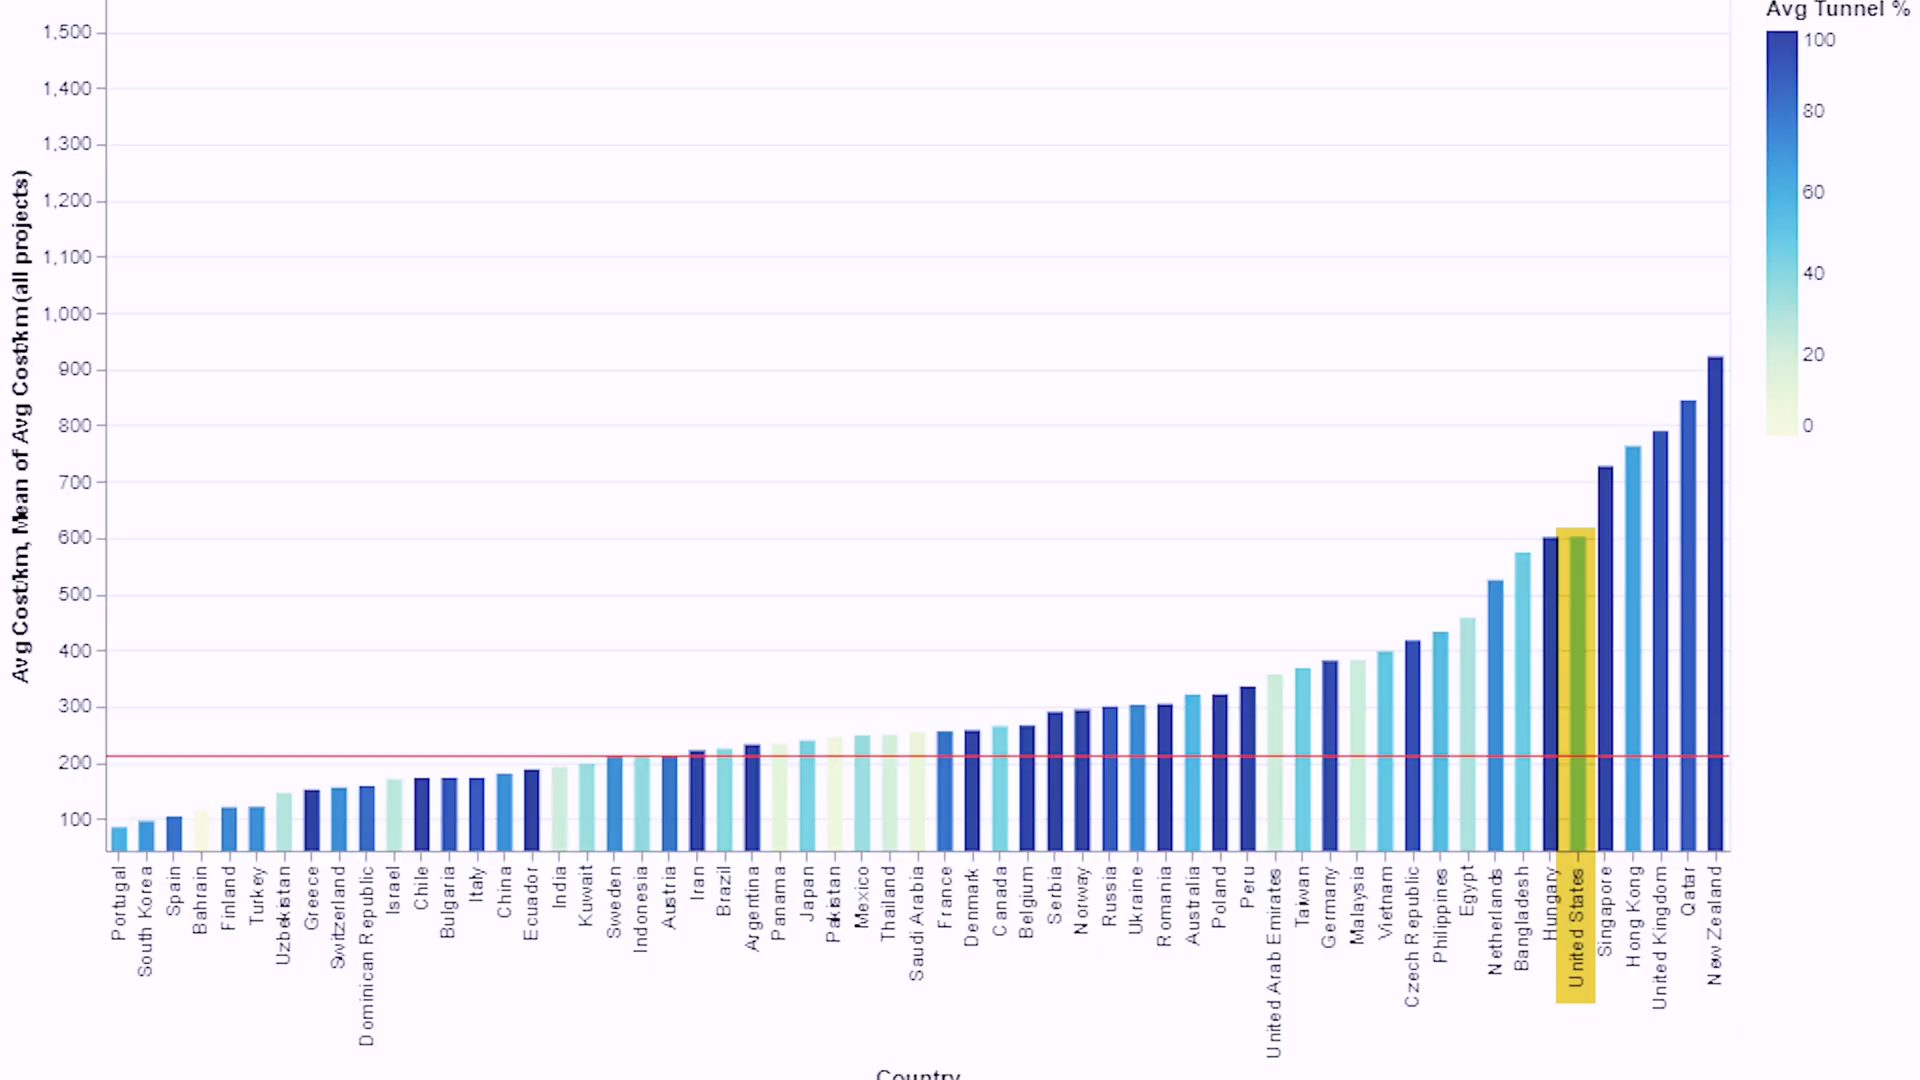 Avg Tunnel %
100
80
60
40
20
0
Avg Cost/km, Mean of Avg Cost/km (all projects)
1,500
1,400
1,300
1,200
1,100
1,000
900
800
700
600
500
400
300
200
100
Portugal
South Korea
Spain
Bahrain
Finland
Turkey
Uzbekistan
Greece
Switzerland
Dominican Republic
Israel
Chile
Bulgaria
Italy
China
Ecuador
India
Kuwait
Sweden
Indonesia
Austria
Iran
Brazil
Argentina
Panama
Japan
Pakistan
Mexico
Thailand
Saudi Arabia
France
Denmark
Canada
Belgium
Serbia
Norway
Russia
Ukraine
Romania
Australia
Poland
Peru
United Arab Emirates
Taiwan
Germany
Malaysia
Vietnam
Czech Republic
Philippines
Egypt
Netherlands
Bangladesh
Hungary
United States
Singapore
Hong Kong
United Kingdom
Qatar
New Zealand
Country